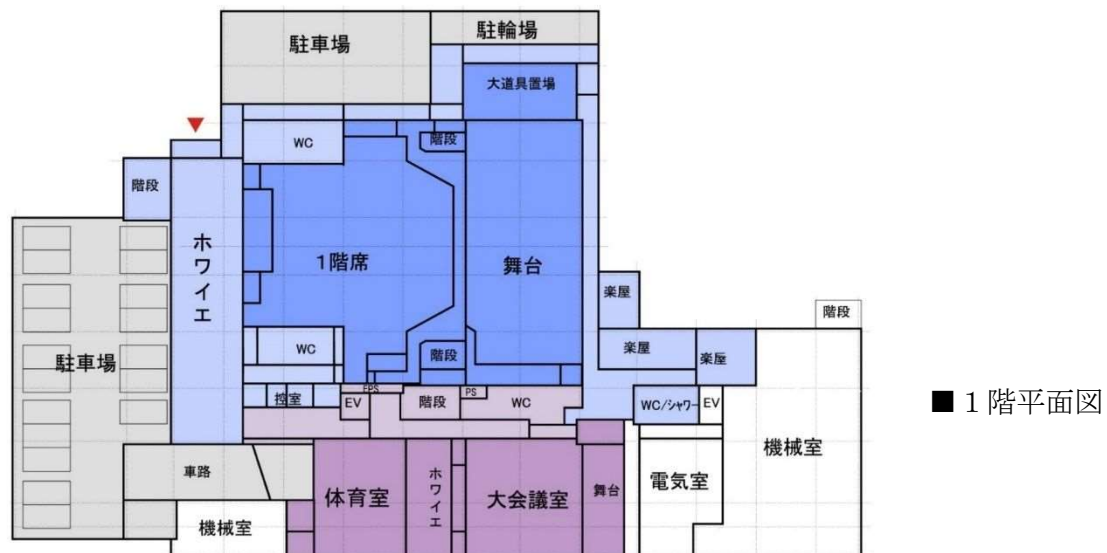 駐車場
駐輪場
大道具置場
WC
階段
階段
ホワイエ
1階席
舞台
楽屋
階段
駐車場
WC
階段
楽屋
楽屋
控室
EPS
EV
階段
PS
WC
WC/シャワー
EV
■１階平面図
機械室
車路
体育室
ホワイエ
大会議室
舞台
電気室
機械室